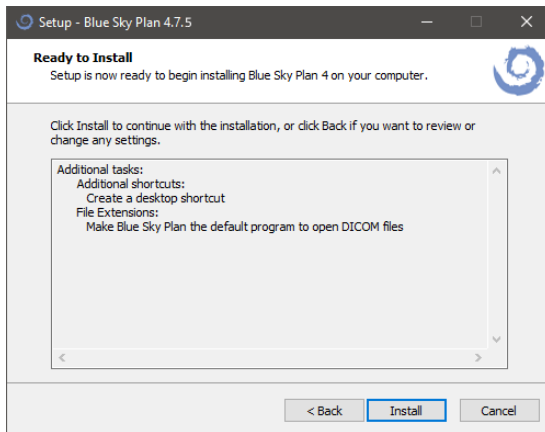 Setup - Blue Sky Plan 4.7.5
Ready to Install
Setup is now ready to begin installing Blue Sky Plan 4 on your computer.
Click Install to continue with the installation, or click Back if you want to review or
change any settings.
Additional tasks:
Additional shortcuts:
Create a desktop shortcut
File Extensions:
Make Blue Sky Plan the default program to open DICOM files
< Back Install Cancel